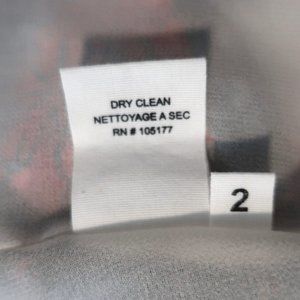 DRY CLEAN
NETTOYAGE A SEC
RN # 105177
2